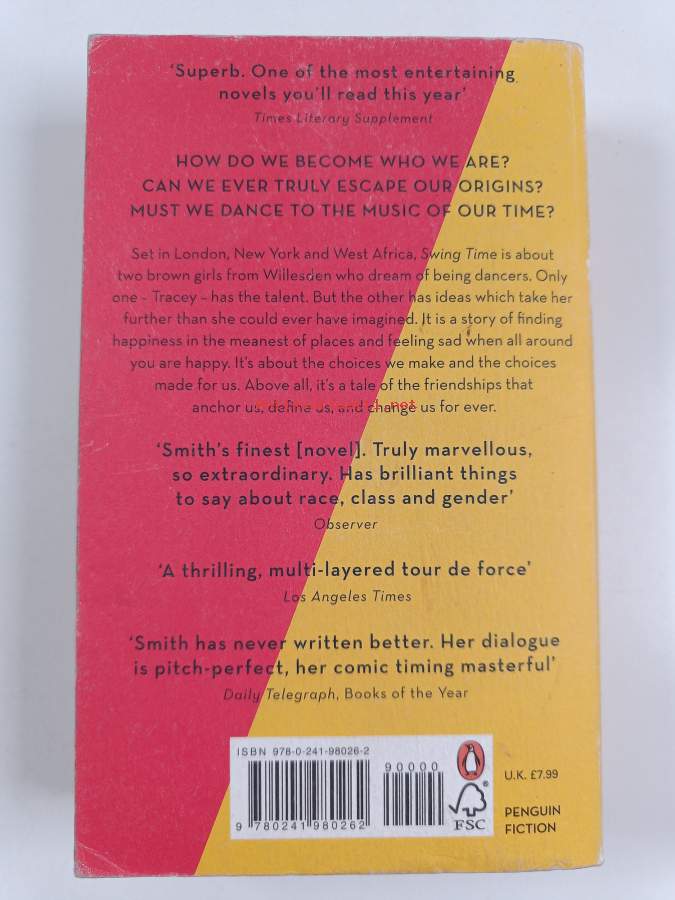 ‘Superb. One of the most entertaining
novels you’ll read this year’
Times Literary Supplement
HOW DO WE BECOME WHO WE ARE?
CAN WE EVER TRULY ESCAPE OUR ORIGINS?
MUST WE DANCE TO THE MUSIC OF OUR TIME?
Set in London, New York and West Africa, Swing Time is about
two brown girls from Willesden who dream of being dancers. Only
one – Tracey – has the talent. But the other has ideas which take her
further than she could ever have imagined. It is a story of finding
happiness in the meanest of places and feeling sad when all around
you are happy. It’s about the choices we make and the choices
made for us. Above all, it’s a tale of the friendships that
anchor us, define us, and change us for ever.
‘Smith’s finest [novel]. Truly marvellous,
so extraordinary. Has brilliant things
to say about race, class and gender’
Observer
‘A thrilling, multi-layered tour de force’
Los Angeles Times
‘Smith has never written better. Her dialogue
is pitch-perfect, her comic timing masterful’
Daily Telegraph, Books of the Year
ISBN 978-0-241-98026-2
90000
9 780241 980262
FSC
U.K. £7.99
PENGUIN
FICTION